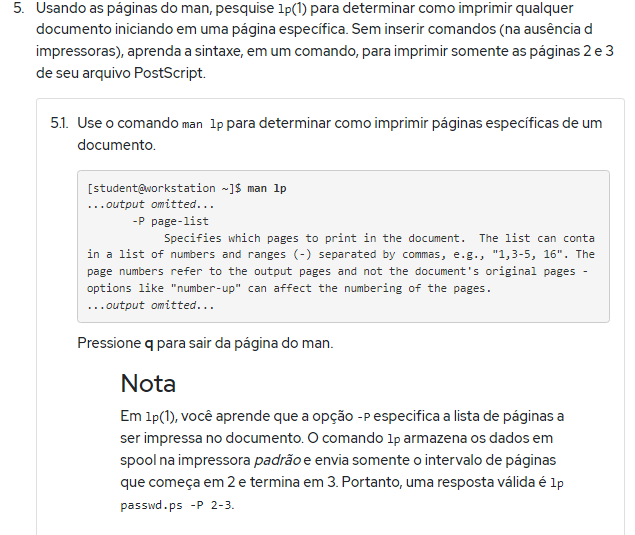 5. Usando as páginas do man, pesquise lp(1) para determinar como imprimir qualquer
documento iniciando em uma página específica. Sem inserir comandos (na ausência d
impressoras), aprenda a sintaxe, em um comando, para imprimir somente as páginas 2 e 3
de seu arquivo PostScript.
5.1. Use o comando man lp para determinar como imprimir páginas específicas de um
documento.
[student@workstation ~]$ man lp
...output omitted...
-P page-list
Specifies which pages to print in the document. The list can conta
in a list of numbers and ranges (-) separated by commas, e.g., "1,3-5, 16". The
page numbers refer to the output pages and not the document's original pages -
options like "number-up" can affect the numbering of the pages.
...output omitted...
Pressione q para sair da página do man.
Nota
Em lp(1), você aprende que a opção -P especifica a lista de páginas a
ser impressa no documento. O comando lp armazena os dados em
spool na impressora padrão e envia somente o intervalo de páginas
que começa em 2 e termina em 3. Portanto, uma resposta válida é lp
passwd.ps -P 2-3.